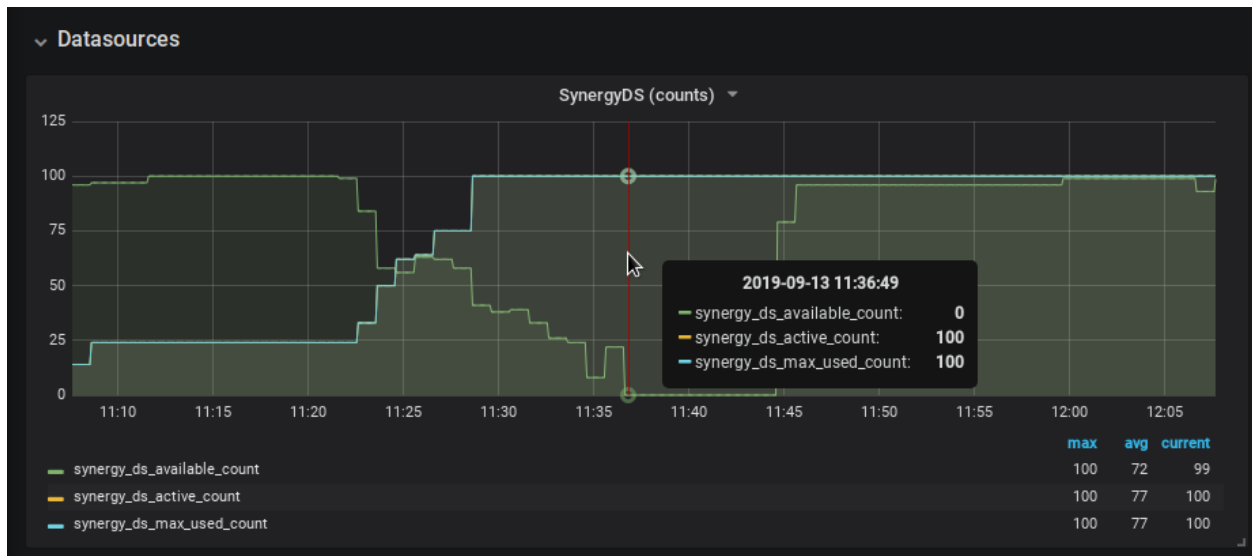 Datasources
SynergyDS (counts)
125
100
75
50
25
0
2019-09-13 11:36:49
synergy_ds_available_count: 0
synergy_ds_active_count: 100
synergy_ds_max_used_count: 100
11:10 11:15 11:20 11:25 11:30 11:35 11:40 11:45 11:50 11:55 12:00 12:05
max avg current
synergy_ds_available_count 100 72 99
synergy_ds_active_count 100 77 100
synergy_ds_max_used_count 100 77 100